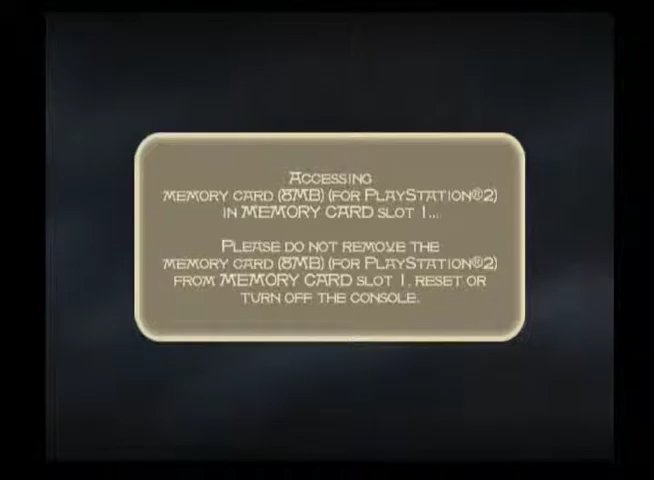 Accessing
memory card (8MB) (for PlayStation®2)
in MEMORY CARD slot 1...
Please do not remove the
memory card (8MB) (for PlayStation®2)
from MEMORY CARD slot 1, reset or
turn off the console.